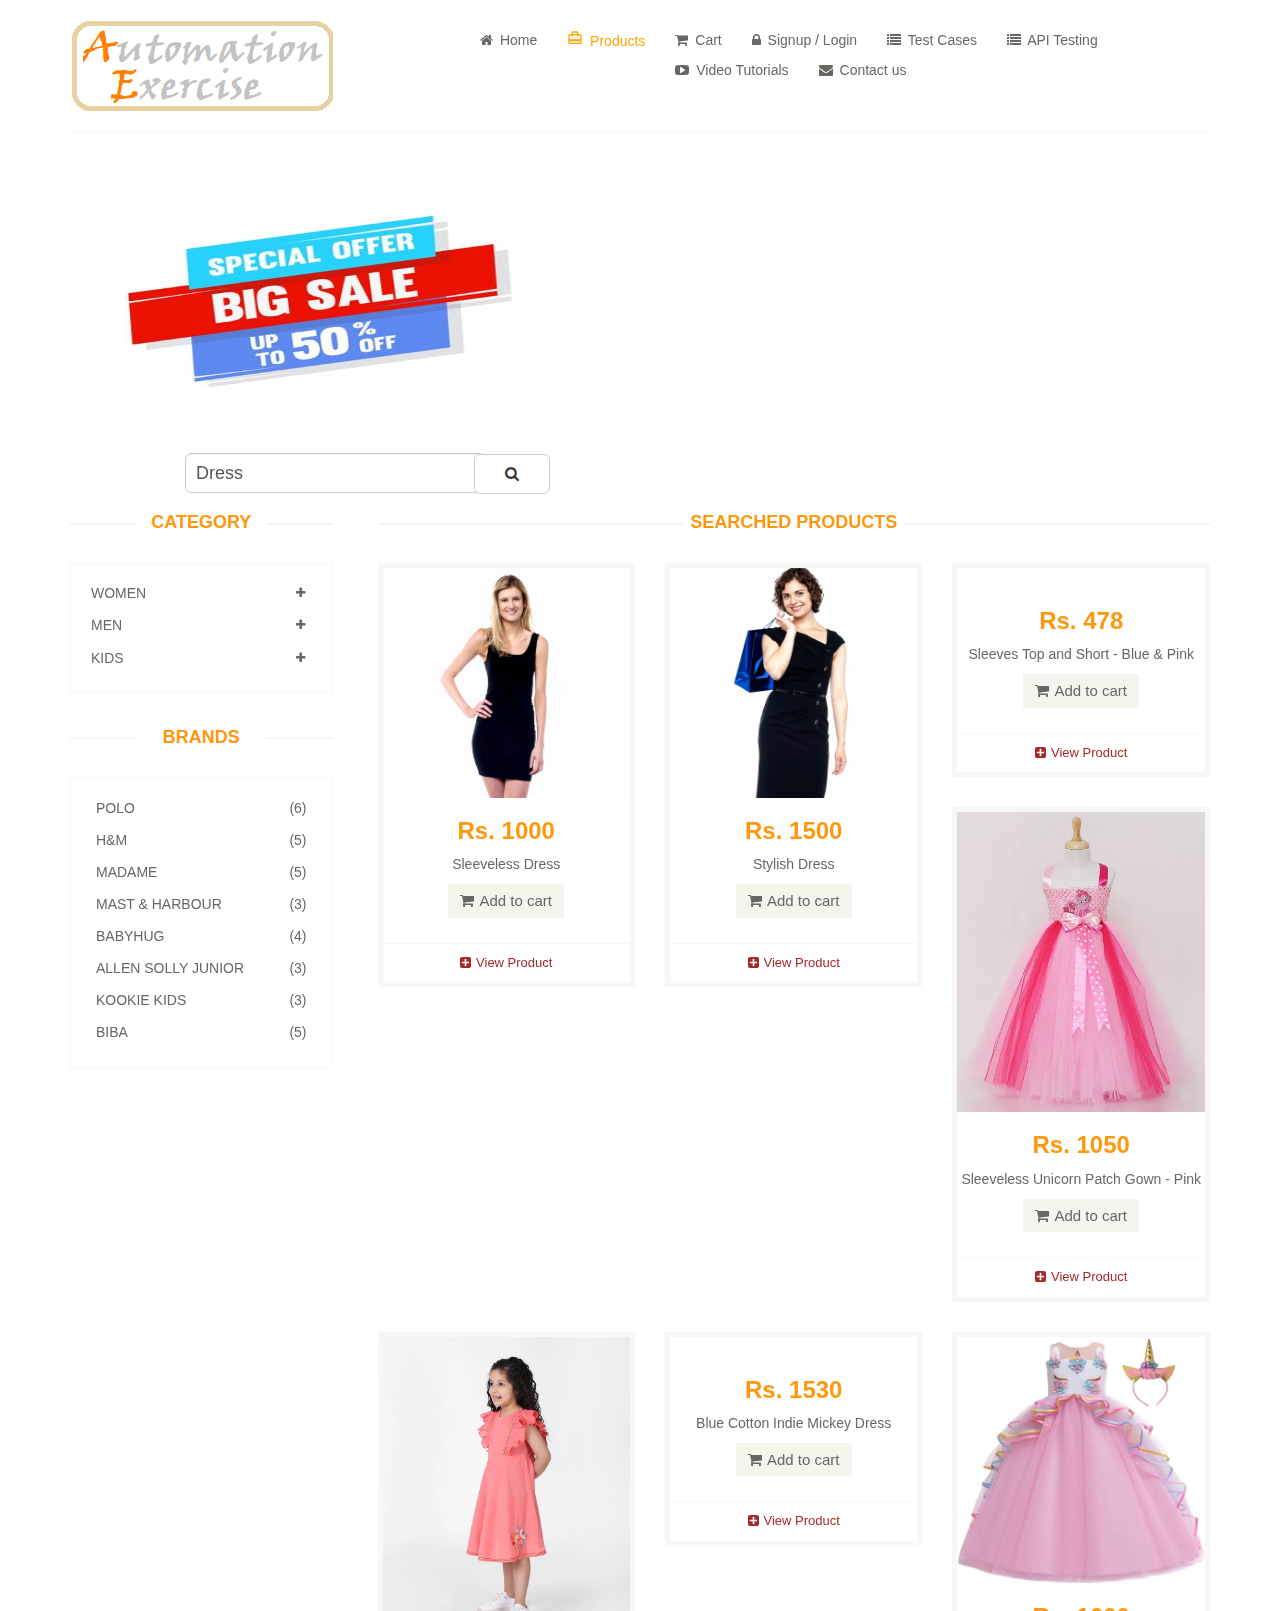 Automation
Exercise
Home
Products
Cart
Signup / Login
Test Cases
API Testing
Video Tutorials
Contact us
SPECIAL OFFER
BIG SALE
UP TO 50% OFF
Dress
CATEGORY
WOMEN
MEN
KIDS
BRANDS
POLO (6)
H&M (5)
MADAME (5)
MAST & HARBOUR (3)
BABYHUG (4)
ALLEN SOLLY JUNIOR (3)
KOOKIE KIDS (3)
BIBA (5)
SEARCHED PRODUCTS
Rs. 1000
Sleeveless Dress
Add to cart
View Product
Rs. 1500
Stylish Dress
Add to cart
View Product
Rs. 478
Sleeves Top and Short - Blue & Pink
Add to cart
View Product
Rs. 1050
Sleeveless Unicorn Patch Gown - Pink
Add to cart
View Product
Rs. 1530
Blue Cotton Indie Mickey Dress
Add to cart
View Product